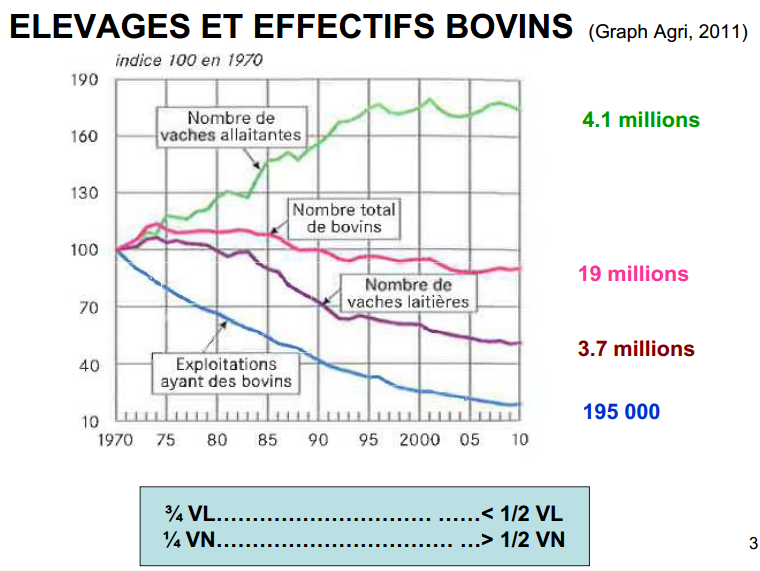 ELEVAGES ET EFFECTIFS BOVINS (Graph Agri, 2011)
indice 100 en 1970
190
160
130
100
70
40
10
Nombre de
vaches allaitantes
Nombre total
de bovins
Nombre de
vaches laitières
Exploitations
ayant des bovins
1970 75 80 85 90 95 2000 05 10
4.1 millions
19 millions
3.7 millions
195 000
¾ VL………………………… ……< 1/2 VL
¼ VN…………………………… …> 1/2 VN
3